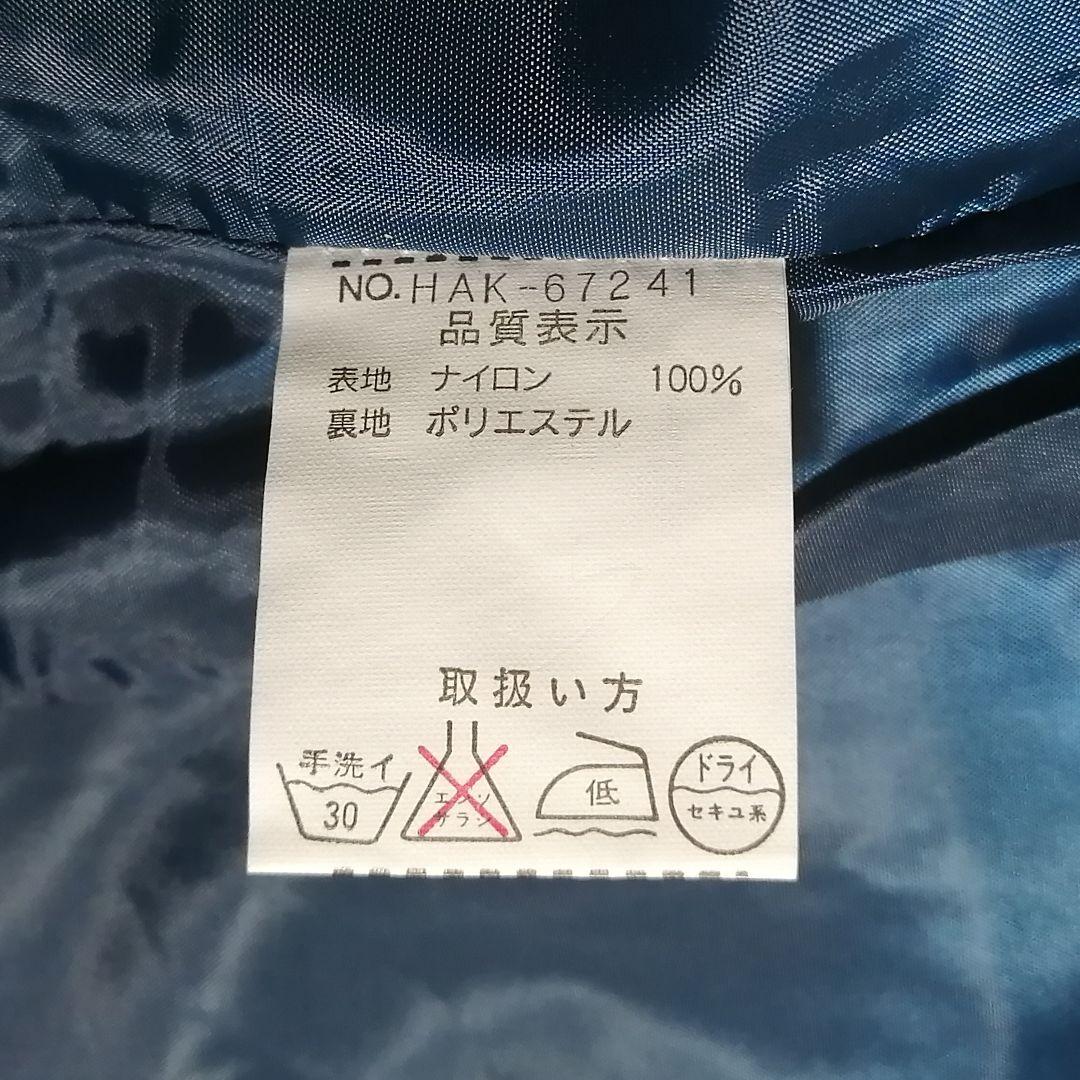 NO.HAK-67241
品質表示
表地 ナイロン 100%
裏地 ポリエステル
取扱い方
手洗イ
30
エンソ
サラシ
低
ドライ
セキユ系